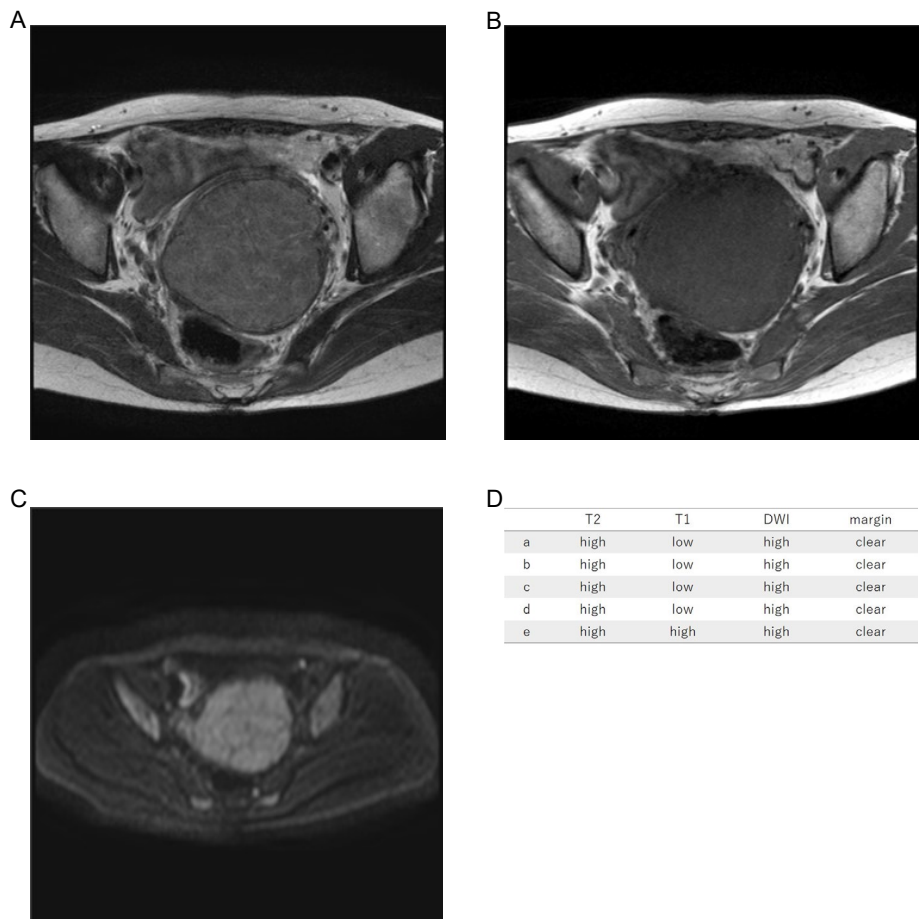 A
B
C
D
T2 T1 DWI margin
a high low high clear
b high low high clear
c high low high clear
d high low high clear
e high high high clear